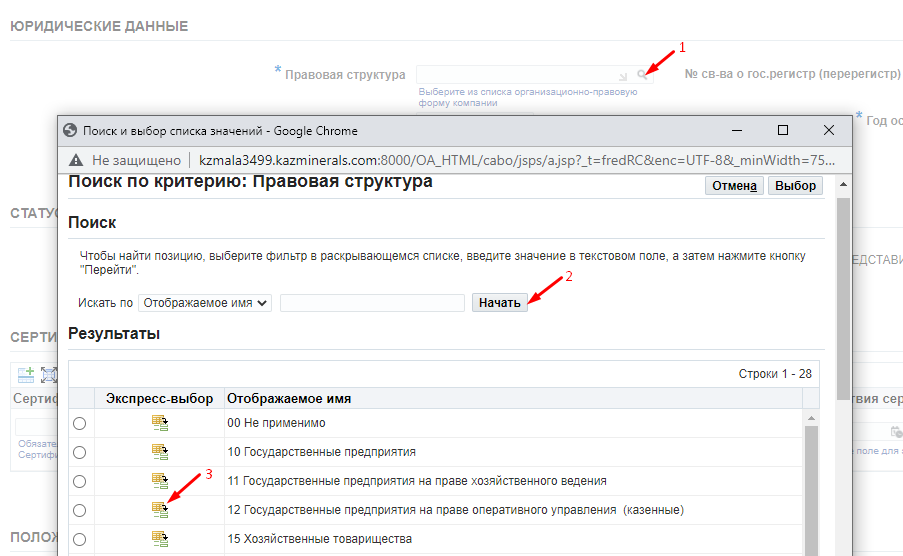 ЮРИДИЧЕСКИЕ ДАННЫЕ
1
* Правовая структура
№ св-ва о гос.регистр (перерегистр)
Выберите из списка организационно-правовую
форму компании
* Год ос
Поиск и выбор списка значений - Google Chrome
Не защищено kzmala3499.kazminerals.com:8000/OA_HTML/cabo/jsps/a.jsp?_t=fredRC&enc=UTF-8&_minWidth=75...
Поиск по критерию: Правовая структура
Отмена Выбор
СТАТУС
Поиск
Чтобы найти позицию, выберите фильтр в раскрывающемся списке, введите значение в текстовом поле, а затем нажмите кнопку
"Перейти".
ЕДСТАВИ
2
Искать по Отображаемое имя Начать
СЕРТИ
Результаты
Строки 1 - 28
Сертиф
Экспресс-выбор Отображаемое имя
твия сер
00 Не применимо
Обязате
Сертифи
10 Государственные предприятия
поле для
3
11 Государственные предприятия на праве хозяйственного ведения
12 Государственные предприятия на праве оперативного управления (казенные)
ПОЛОЖ
15 Хозяйственные товарищества